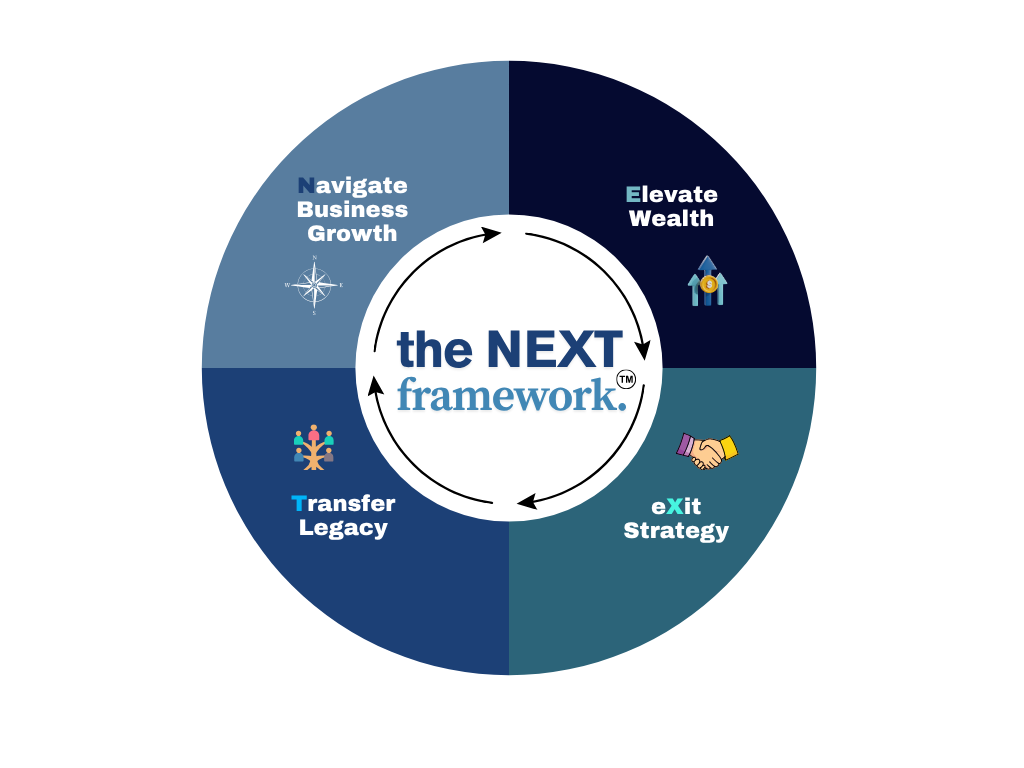 Navigate
Business
Growth
N
W
E
S
Elevate
Wealth
$
the NEXT
framework.
TM
Transfer
Legacy
eXit
Strategy